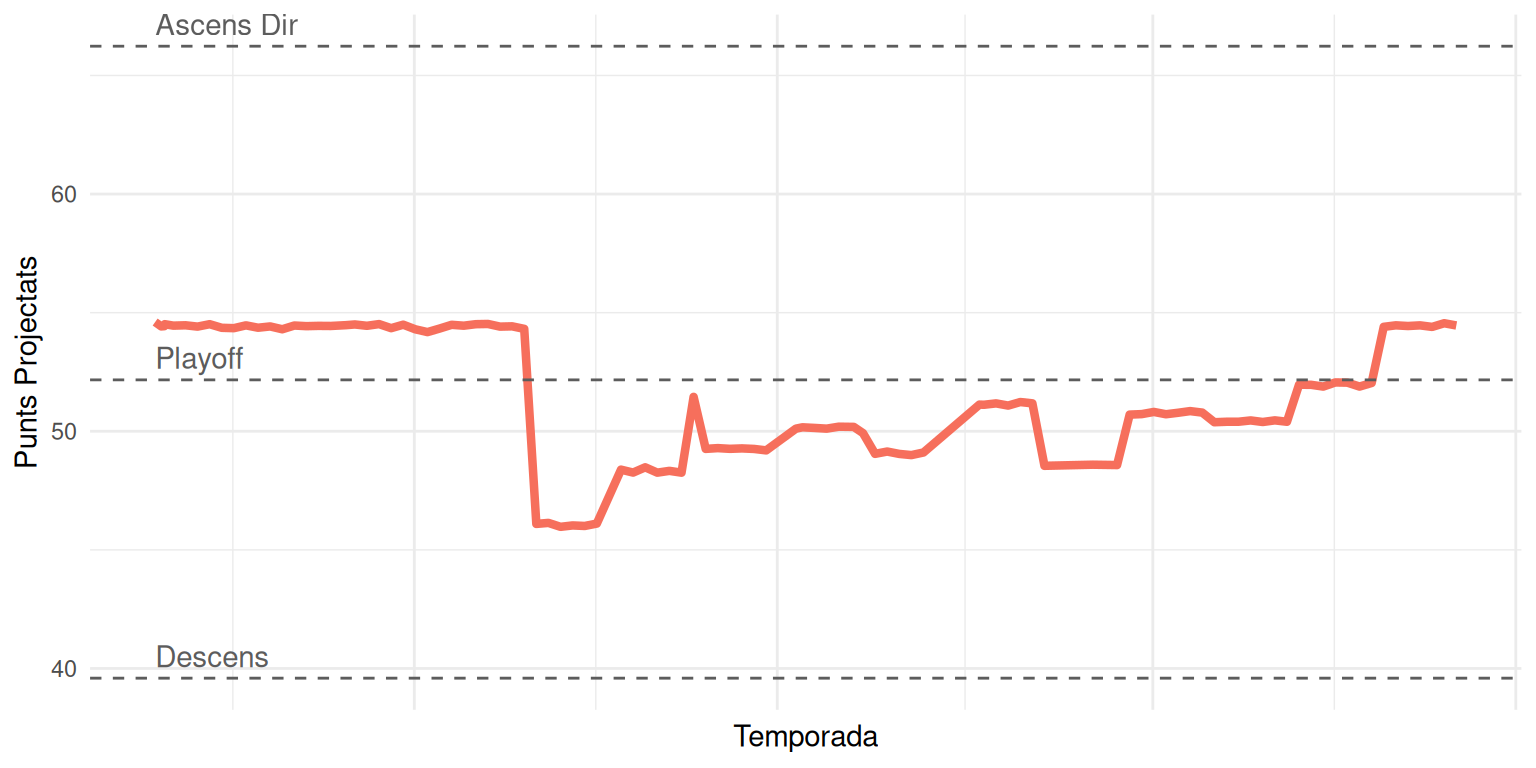 Ascens Dir
60
Playoff
50
Descens
40
Punts Projectats
Temporada